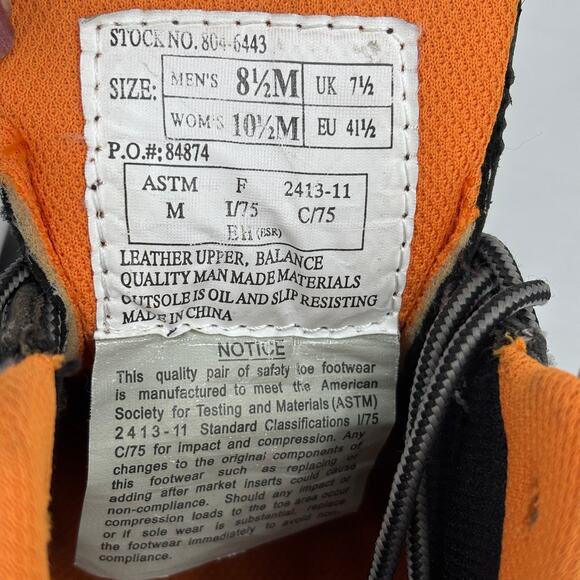 STOCK NO. 804-6443
SIZE: MEN'S 8½M UK 7½
WOM'S 10½M EU 41½
P.O.#: 84874
ASTM F 2413-11
M I/75 C/75
EH (ESR)
LEATHER UPPER, BALANCE
QUALITY MAN MADE MATERIALS
OUTSOLE IS OIL AND SLIP RESISTING
MADE IN CHINA
NOTICE
This quality pair of safety toe footwear
is manufactured to meet the American
Society for Testing and Materials (ASTM)
2413-11 Standard Classifications I/75
C/75 for impact and compression. Any
changes to the original components of
this footwear such as replacing or
adding after market inserts could cause
non-compliance. Should any impact or
compression loads to the toe area occur
or if sole wear is substantial, replace
the footwear immediately to avoid non-
compliance.